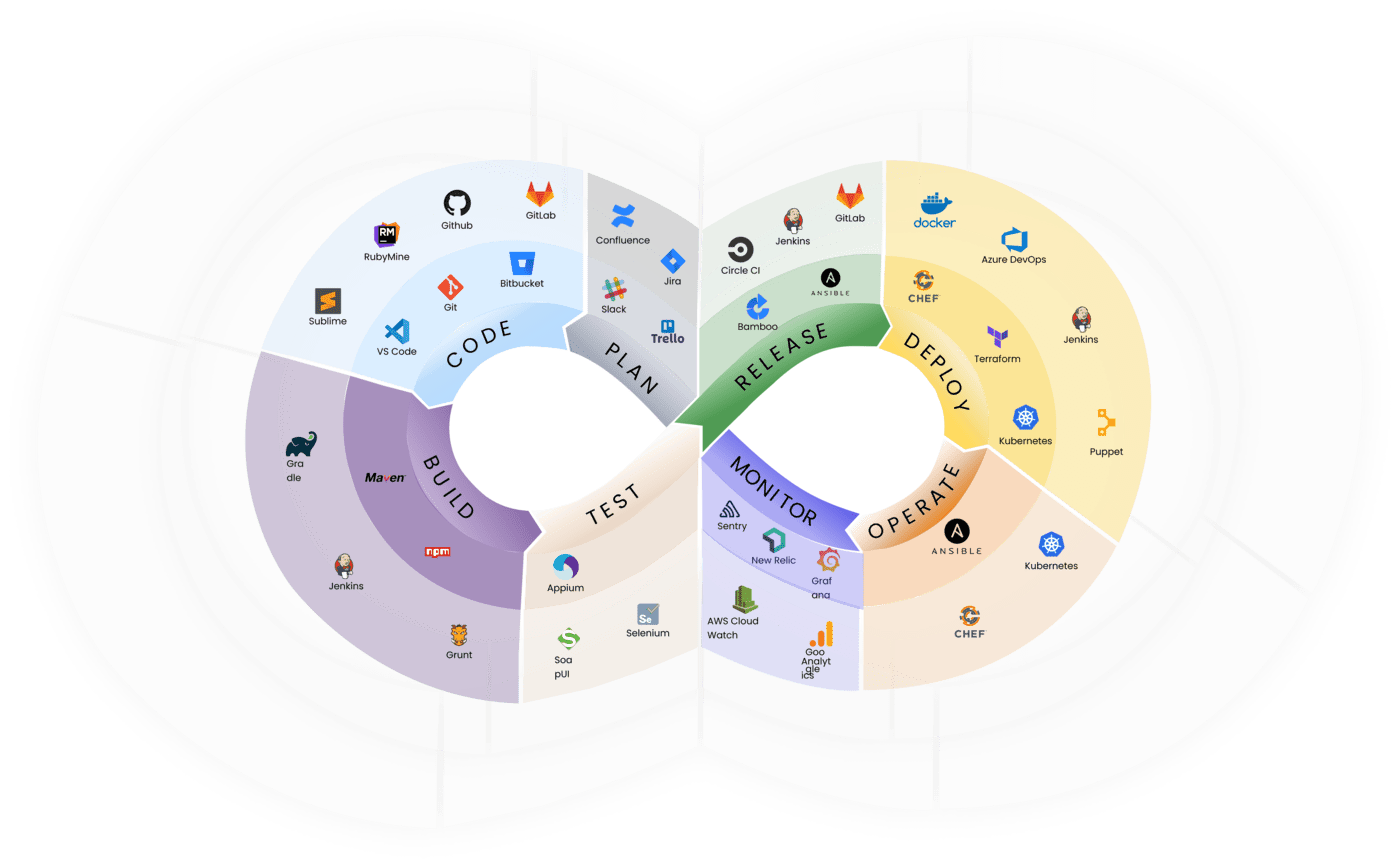 GitLab
Github
RubyMine
Sublime
Bitbucket
Git
VS Code
CODE
Confluence
Jira
Slack
Trello
PLAN
GitLab
Jenkins
Circle CI
ANSIBLE
Bamboo
RELEASE
docker
Azure DevOps
CHEF
Jenkins
Terraform
Kubernetes
Puppet
DEPLOY
Gra
dle
Maven
npm
Jenkins
Grunt
BUILD
TEST
Appium
Se
Selenium
Soa
pUI
MONITOR
Sentry
New Relic
Graf
ana
AWS Cloud
Watch
Goo
Analyt
gle
ics
OPERATE
A
ANSIBLE
Kubernetes
CHEF
RM
A